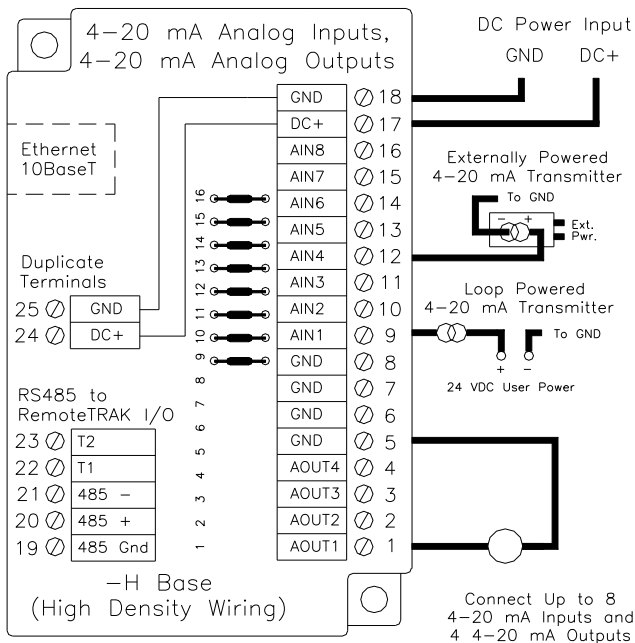 4-20 mA Analog Inputs,
4-20 mA Analog Outputs
DC Power Input
GND DC+
Ethernet
10BaseT
GND 18
DC+ 17
AIN8 16
AIN7 15
AIN6 14
AIN5 13
AIN4 12
AIN3 11
AIN2 10
AIN1 9
GND 8
GND 7
GND 6
GND 5
AOUT4 4
AOUT3 3
AOUT2 2
AOUT1 1
16
15
14
13
12
11
10
9
8
7
6
5
4
3
2
1
Duplicate
Terminals
25 GND
24 DC+
RS485 to
RemoteTRAK I/O
23 T2
22 T1
21 485 -
20 485 +
19 485 Gnd
-H Base
(High Density Wiring)
Externally Powered
4-20 mA Transmitter
To GND
- +
Ext.
Pwr.
Loop Powered
4-20 mA Transmitter
To GND
+ -
24 VDC User Power
Connect Up to 8
4-20 mA Inputs and
4 4-20 mA Outputs